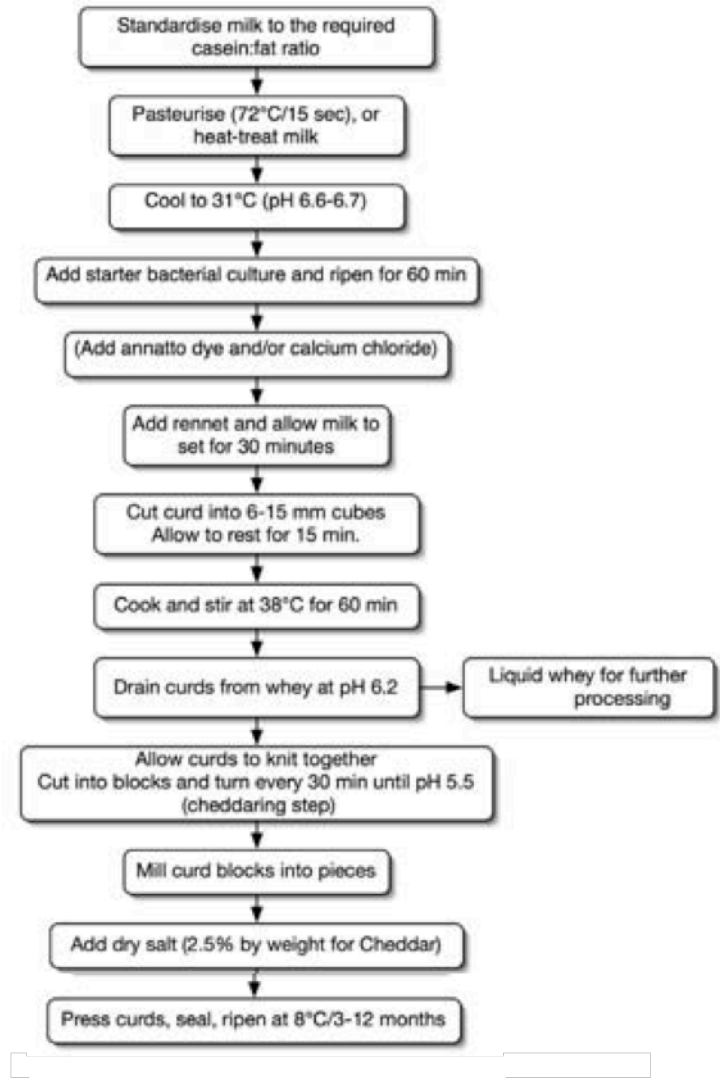 Standardise milk to the required
casein:fat ratio
Pasteurise (72°C/15 sec), or
heat-treat milk
Cool to 31°C (pH 6.6-6.7)
Add starter bacterial culture and ripen for 60 min
(Add annatto dye and/or calcium chloride)
Add rennet and allow milk to
set for 30 minutes
Cut curd into 6-15 mm cubes
Allow to rest for 15 min.
Cook and stir at 38°C for 60 min
Drain curds from whey at pH 6.2
Liquid whey for further
processing
Allow curds to knit together
Cut into blocks and turn every 30 min until pH 5.5
(cheddaring step)
Mill curd blocks into pieces
Add dry salt (2.5% by weight for Cheddar)
Press curds, seal, ripen at 8°C/3-12 months